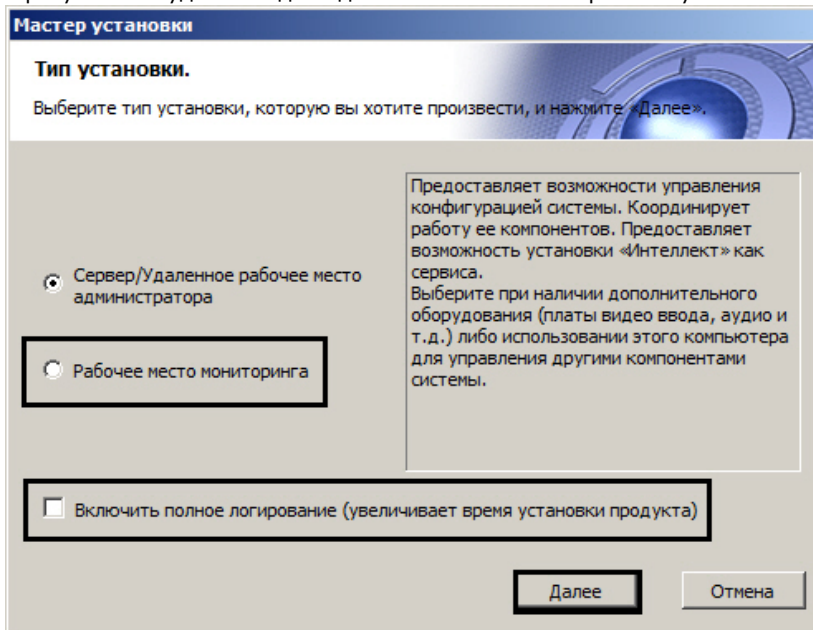 Мастер установки
Тип установки.
Выберите тип установки, которую вы хотите произвести, и нажмите «Далее».
Предоставляет возможности управления
конфигурацией системы. Координирует
работу ее компонентов. Предоставляет
возможность установки «Интеллект» как
сервиса.
Выберите при наличии дополнительного
оборудования (платы видео ввода, аудио и
т.д.) либо использовании этого компьютера
для управления другими компонентами
системы.
Сервер/Удаленное рабочее место
администратора
Рабочее место мониторинга
Включить полное логирование (увеличивает время установки продукта)
Далее
Отмена